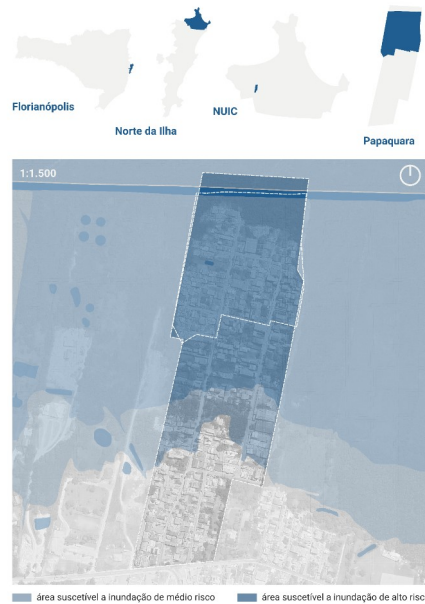 Florianópolis
Norte da Ilha
NUIC
Papaquara
1:1.500
área suscetível a inundação de médio risco
área suscetível a inundação de alto risc